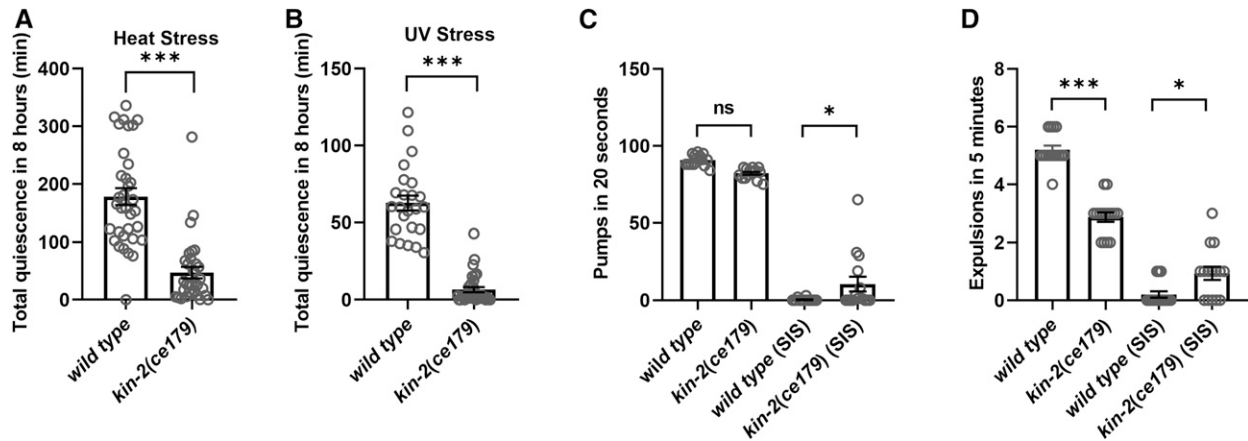 A
Heat Stress
***
Total quiescence in 8 hours (min)
400
300
200
100
0
wild type
kin-2(ce179)
B
UV Stress
***
Total quiescence in 8 hours (min)
150
100
50
0
wild type
kin-2(ce179)
C
ns
*
Pumps in 20 seconds
150
100
50
0
wild type
kin-2(ce179)
wild type (SIS)
kin-2(ce179) (SIS)
D
***
*
Expulsions in 5 minutes
8
6
4
2
0
wild type
kin-2(ce179)
wild type (SIS)
kin-2(ce179) (SIS)